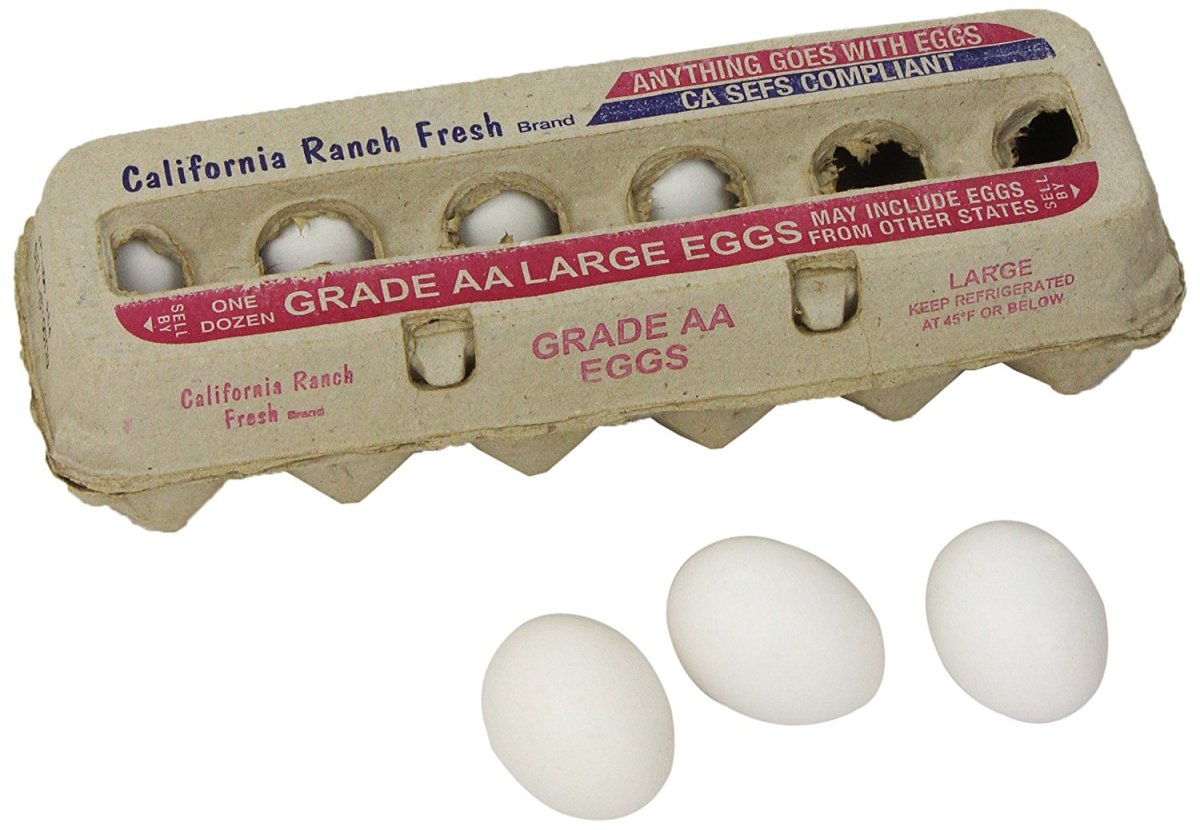 ANYTHING GOES WITH EGGS
CA SEFS COMPLIANT
California Ranch Fresh Brand
SELL BY
ONE DOZEN
GRADE AA LARGE EGGS
MAY INCLUDE EGGS
FROM OTHER STATES
SELL BY
California Ranch
Fresh Brand
GRADE AA
EGGS
LARGE
KEEP REFRIGERATED
AT 45°F OR BELOW